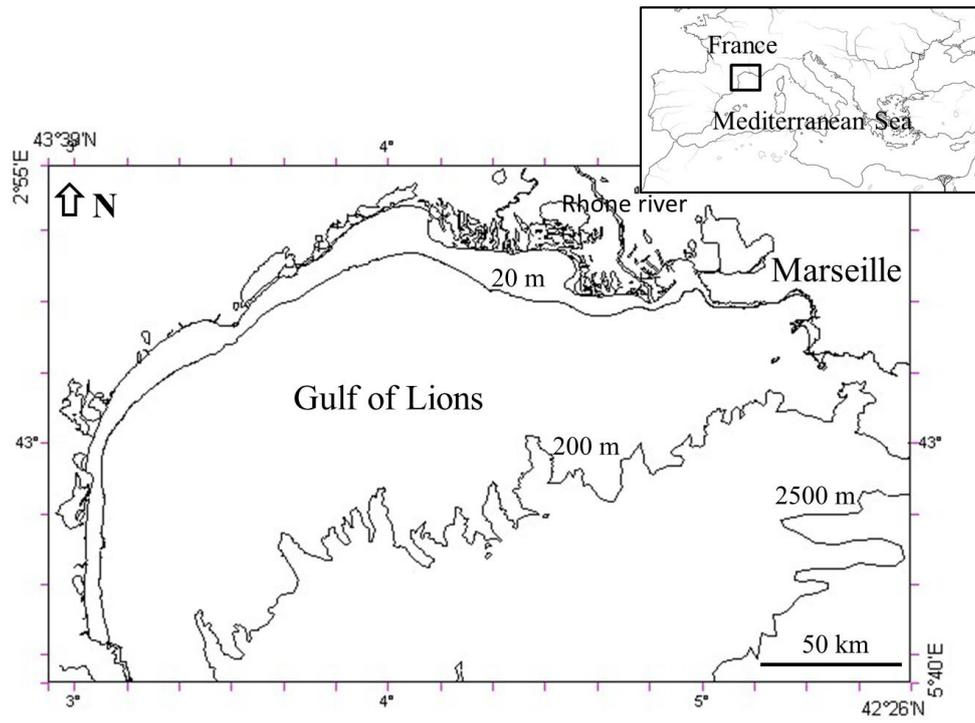 France
Mediterranean Sea
43°39'N
2°55'E
3°
4°
N
Rhone river
Marseille
20 m
Gulf of Lions
43°
43°
200 m
2500 m
50 km
3°
4°
5°
5°40'E
42°26'N